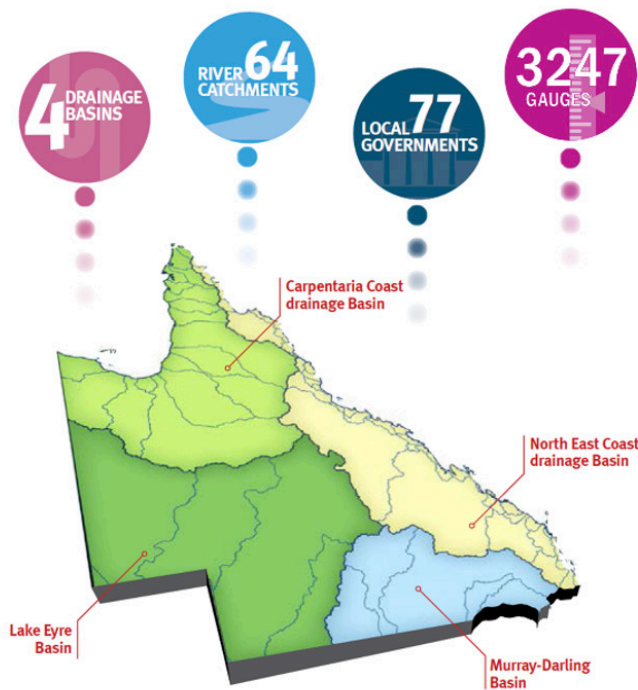 4 DRAINAGE
BASINS
RIVER 64
CATCHMENTS
LOCAL 77
GOVERNMENTS
3247
GAUGES
Carpentaria Coast
drainage Basin
North East Coast
drainage Basin
Lake Eyre
Basin
Murray-Darling
Basin